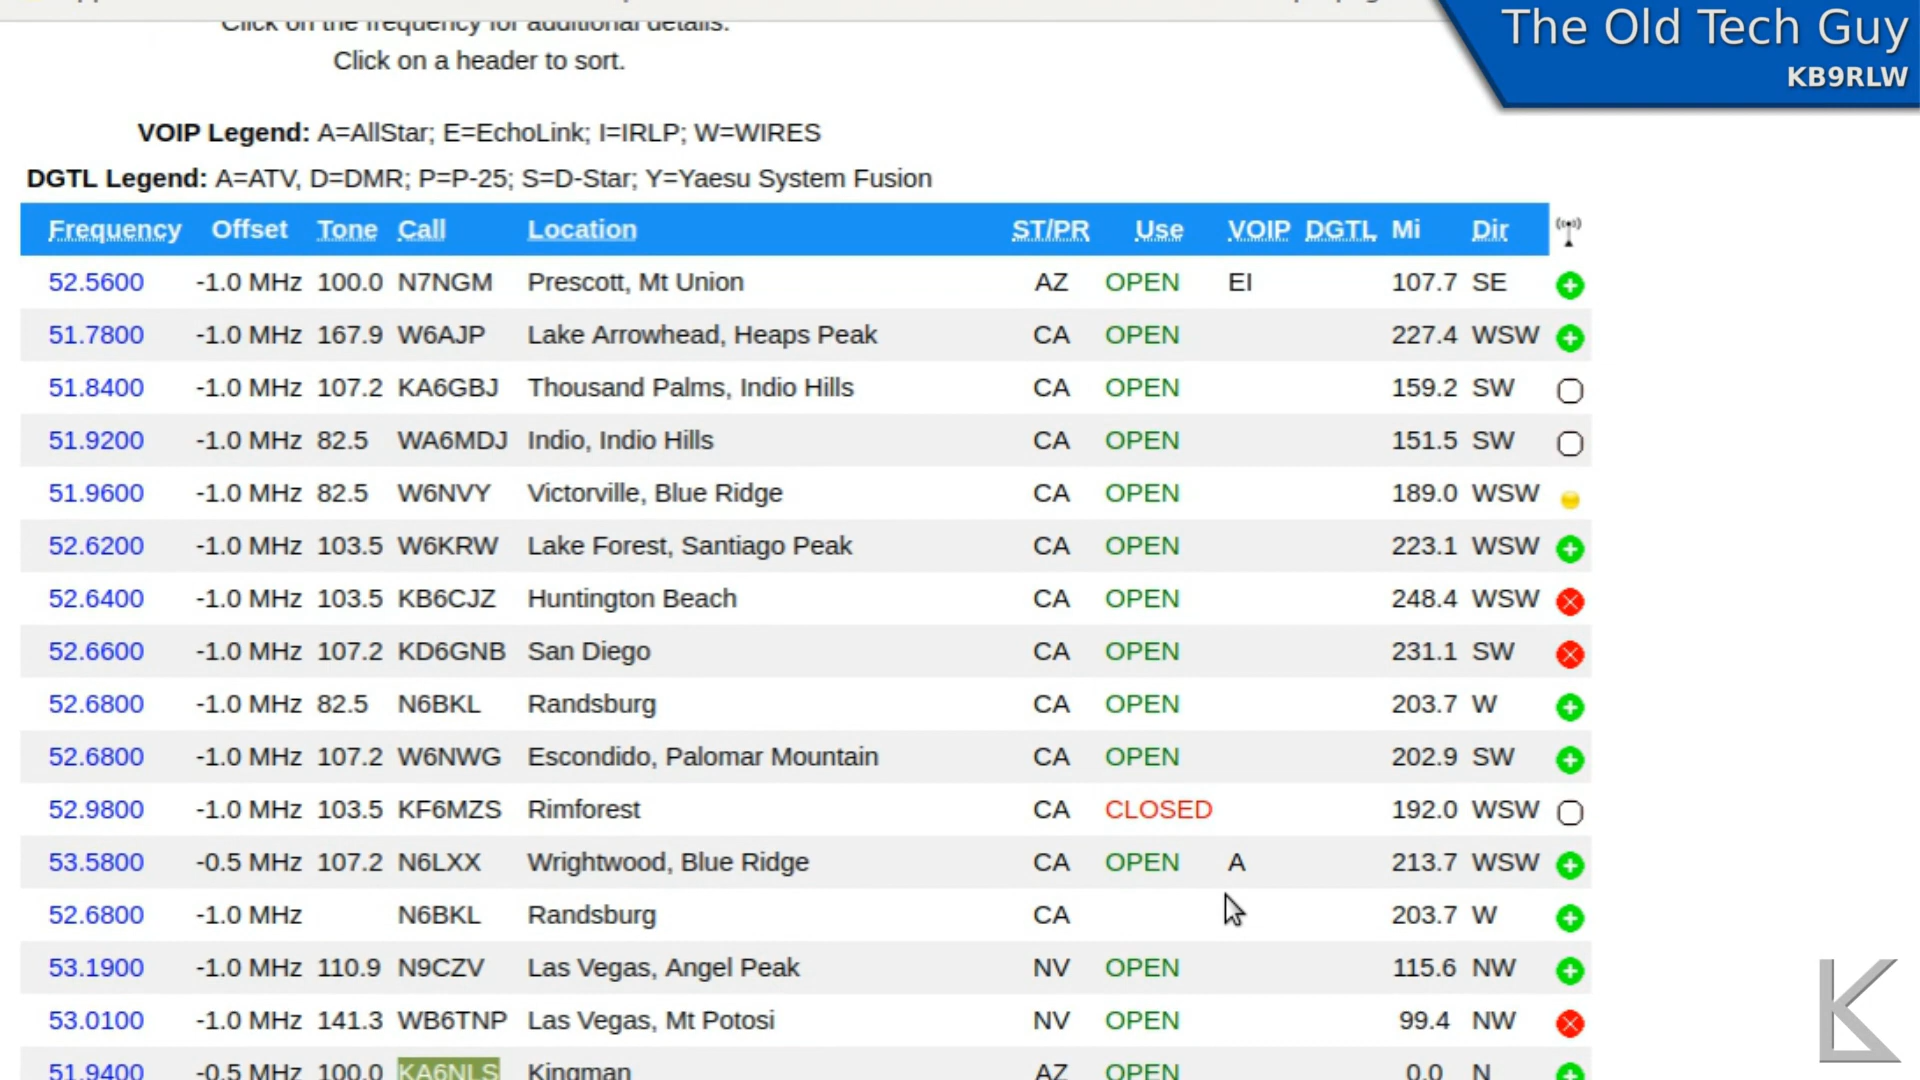 Click on the frequency for additional details.
Click on a header to sort.
The Old Tech Guy
KB9RLW
VOIP Legend: A=AllStar; E=EchoLink; I=IRLP; W=WIRES
DGTL Legend: A=ATV, D=DMR; P=P-25; S=D-Star; Y=Yaesu System Fusion
Frequency Offset Tone Call Location ST/PR Use VOIP DGTL Mi Dir
52.5600 -1.0 MHz 100.0 N7NGM Prescott, Mt Union AZ OPEN EI 107.7 SE
51.7800 -1.0 MHz 167.9 W6AJP Lake Arrowhead, Heaps Peak CA OPEN 227.4 WSW
51.8400 -1.0 MHz 107.2 KA6GBJ Thousand Palms, Indio Hills CA OPEN 159.2 SW
51.9200 -1.0 MHz 82.5 WA6MDJ Indio, Indio Hills CA OPEN 151.5 SW
51.9600 -1.0 MHz 82.5 W6NVY Victorville, Blue Ridge CA OPEN 189.0 WSW
52.6200 -1.0 MHz 103.5 W6KRW Lake Forest, Santiago Peak CA OPEN 223.1 WSW
52.6400 -1.0 MHz 103.5 KB6CJZ Huntington Beach CA OPEN 248.4 WSW
52.6600 -1.0 MHz 107.2 KD6GNB San Diego CA OPEN 231.1 SW
52.6800 -1.0 MHz 82.5 N6BKL Randsburg CA OPEN 203.7 W
52.6800 -1.0 MHz 107.2 W6NWG Escondido, Palomar Mountain CA OPEN 202.9 SW
52.9800 -1.0 MHz 103.5 KF6MZS Rimforest CA CLOSED 192.0 WSW
53.5800 -0.5 MHz 107.2 N6LXX Wrightwood, Blue Ridge CA OPEN A 213.7 WSW
52.6800 -1.0 MHz N6BKL Randsburg CA 203.7 W
53.1900 -1.0 MHz 110.9 N9CZV Las Vegas, Angel Peak NV OPEN 115.6 NW
53.0100 -1.0 MHz 141.3 WB6TNP Las Vegas, Mt Potosi NV OPEN 99.4 NW
51.9400 -0.5 MHz 100.0 KA6NLS Kingman AZ OPEN 0.0 N
K